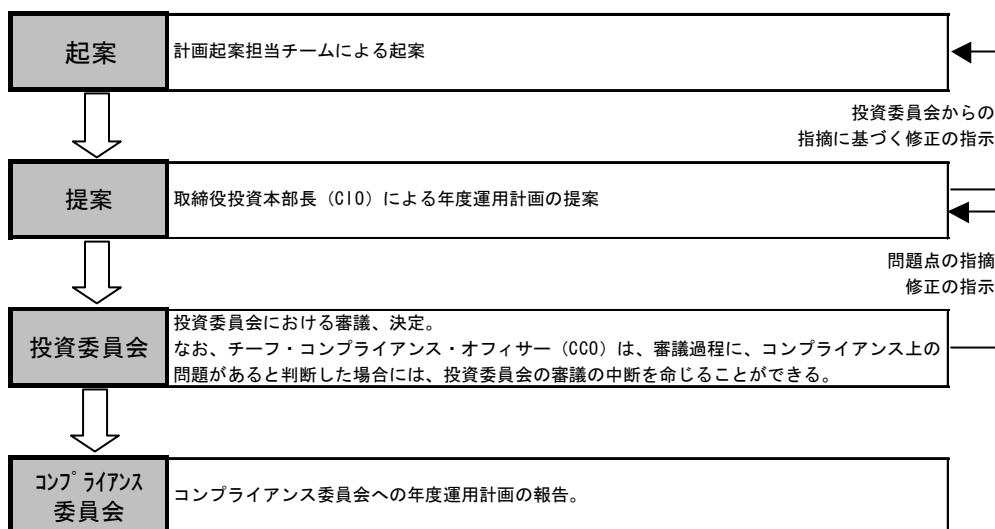 起案
計画起案担当チームによる起案
投資委員会からの
指摘に基づく修正の指示
提案
取締役投資本部長（CIO）による年度運用計画の提案
問題点の指摘
修正の指示
投資委員会
投資委員会における審議、決定。
なお、チーフ・コンプライアンス・オフィサー（CCO）は、審議過程に、コンプライアンス上の
問題があると判断した場合には、投資委員会の審議の中断を命じることができる。
ｺﾝﾌﾟﾗｲｱﾝｽ
委員会
コンプライアンス委員会への年度運用計画の報告。